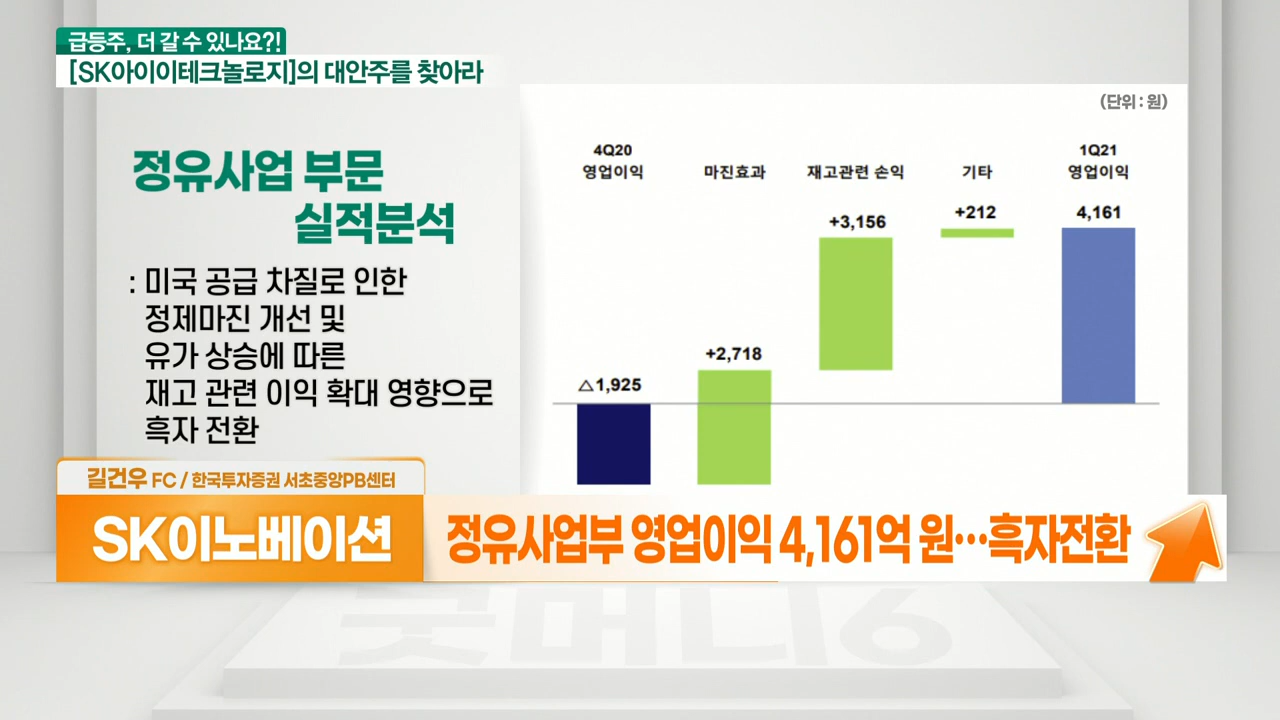 급등주, 더 갈 수 있나요?!
[SK아이이테크놀로지]의 대안주를 찾아라
(단위 : 원)
정유사업 부문
실적분석
: 미국 공급 차질로 인한
정제마진 개선 및
유가 상승에 따른
재고 관련 이익 확대 영향으로
흑자 전환
4Q20
영업이익
마진효과
재고관련 손익
기타
1Q21
영업이익
△1,925
+2,718
+3,156
+212
4,161
길건우 FC / 한국투자증권 서초중앙PB센터
SK이노베이션
정유사업부 영업이익 4,161억 원…흑자전환
굿머니6